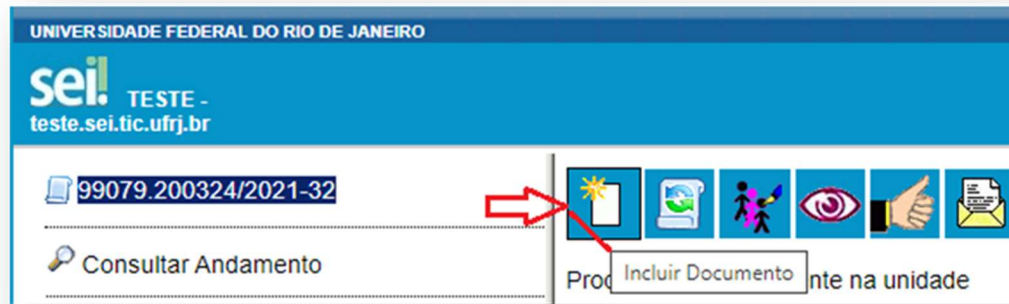 UNIVERSIDADE FEDERAL DO RIO DE JANEIRO
sei!
TESTE -
teste.sei.tic.ufrj.br
99079.200324/2021-32
Consultar Andamento
Incluir Documento
nte na unidade